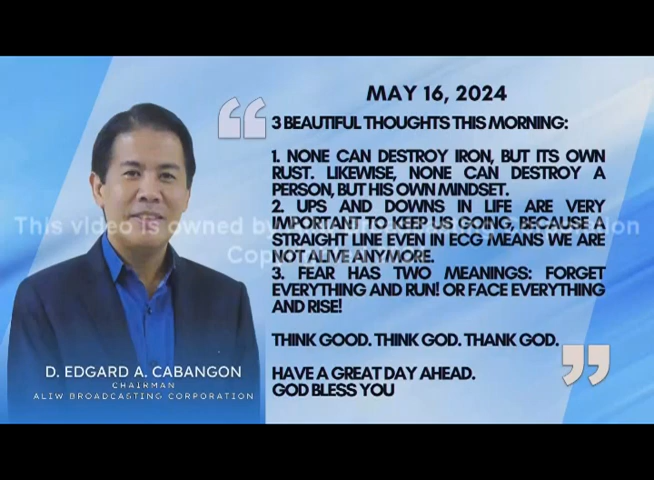 MAY 16, 2024
3 BEAUTIFUL THOUGHTS THIS MORNING:
1. NONE CAN DESTROY IRON, BUT ITS OWN
RUST. LIKEWISE, NONE CAN DESTROY A
PERSON, BUT HIS OWN MINDSET.
2. UPS AND DOWNS IN LIFE ARE VERY
IMPORTANT TO KEEP US GOING, BECAUSE A
STRAIGHT LINE EVEN IN ECG MEANS WE ARE
NOT ALIVE ANYMORE.
3. FEAR HAS TWO MEANINGS: FORGET
EVERYTHING AND RUN! OR FACE EVERYTHING
AND RISE!
THINK GOOD. THINK GOD. THANK GOD.
HAVE A GREAT DAY AHEAD.
GOD BLESS YOU
This video is owned by
D. EDGARD A. CABANGON
CHAIRMAN
ALIW BROADCASTING CORPORATION